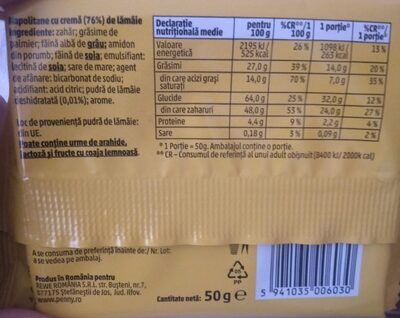 Napolitane cu cremă (76%) de lămâie
Ingrediente: zahăr; grăsime de
palmier; făină albă de grâu; amidon
din porumb; făină de soia; emulsifiant:
lecitină de soia; sare de mare; agent
de afânare: bicarbonat de sodiu;
acidifiant: acid citric; pudră de lămâie
deshidratată (0,01%); arome.
Loc de proveniență pudră de lămâie:
din UE.
Poate conține urme de arahide,
lactoză și fructe cu coaja lemnoasă.
Declarație nutrițională medie | pentru 100 g | %CR**/1 100 g | 1 porție* | %CR**/1 porție*
Valoare energetică | 2195 kJ / 525 kcal | 26 % | 1098 kJ / 263 kcal | 13 %
Grăsimi | 27,0 g | 39 % | 14,0 g | 20 %
din care acizi grași saturați | 14,0 g | 70 % | 7,0 g | 35 %
Glucide | 64,0 g | 25 % | 32,0 g | 12 %
din care zaharuri | 48,0 g | 53 % | 24,0 g | 27 %
Proteine | 4,4 g | 9 % | 2,2 g | 4 %
Sare | 0,18 g | 3 % | 0,09 g | 2 %
* 1 Porție = 50g. Ambalajul conține o porție.
** CR – Consumul de referință al unui adult obișnuit (8400 kJ/ 2000k cal)
A se consuma de preferință înainte de:/ Nr. Lot:
a se vedea pe ambalaj.
Produs în România pentru
REWE ROMANIA S.R.L. str. Bușteni, nr.7,
077175 Ștefăneștii de Jos, Jud. Ilfov.
www.penny.ro
Cantitate netă: 50 g e
05
PP
5 941035 006030